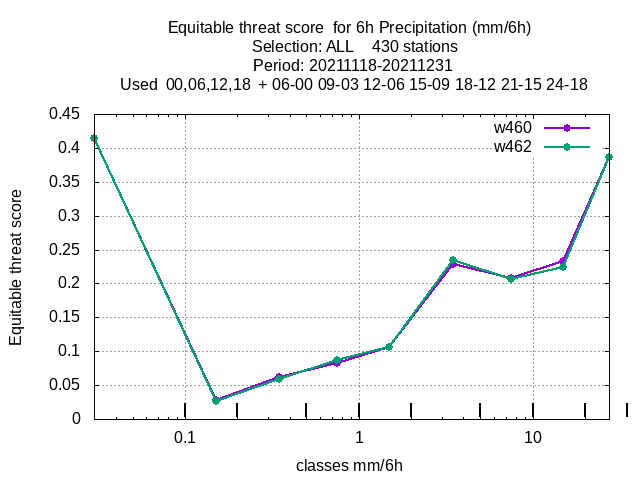 Equitable threat score  for 6h Precipitation (mm/6h)
Selection: ALL    430 stations
Period: 20211118-20211231
Used  00,06,12,18  + 06-00 09-03 12-06 15-09 18-12 21-15 24-18
w460
w462
0.45
0.4
0.35
0.3
0.25
0.2
0.15
0.1
0.05
0
Equitable threat score
0.1 1 10
classes mm/6h